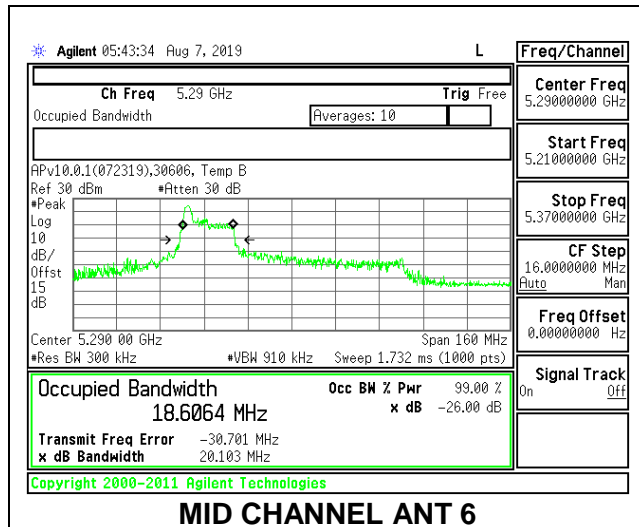 Agilent 05:43:34 Aug 7, 2019 L
Freq/Channel
Ch Freq 5.29 GHz Trig Free
Occupied Bandwidth Averages: 10
Center Freq
5.29000000 GHz
Start Freq
5.21000000 GHz
Stop Freq
5.37000000 GHz
CF Step
16.0000000 MHz
Auto Man
Freq Offset
0.00000000 Hz
Signal Track
On Off
APv10.0.1(072319),30606, Temp B
Ref 30 dBm #Atten 30 dB
#Peak
Log
10
dB/
Offst
15
dB
Center 5.290 00 GHz Span 160 MHz
#Res BW 300 kHz #VBW 910 kHz Sweep 1.732 ms (1000 pts)
Occupied Bandwidth Occ BW % Pwr 99.00 %
18.6064 MHz x dB -26.00 dB
Transmit Freq Error -30.701 MHz
x dB Bandwidth 20.103 MHz
Copyright 2000-2011 Agilent Technologies
MID CHANNEL ANT 6